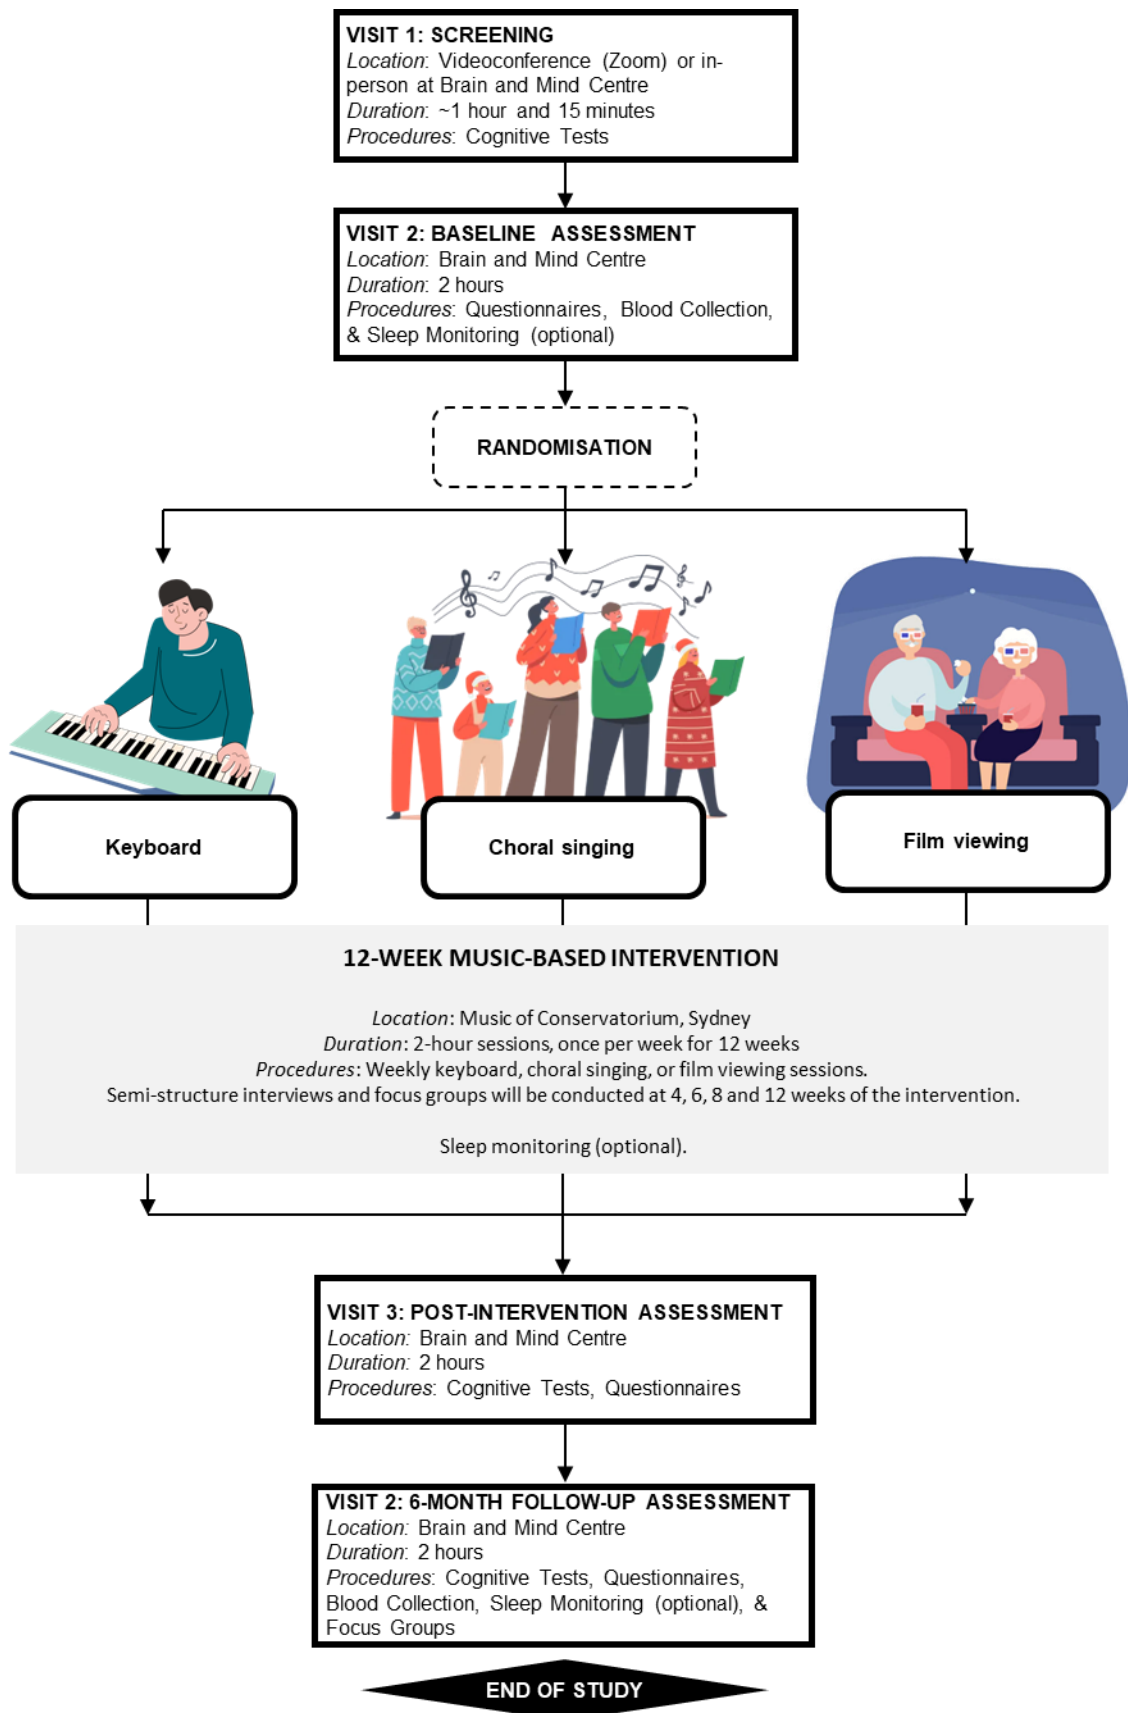 VISIT 1: SCREENING
Location: Videoconference (Zoom) or in-
person at Brain and Mind Centre
Duration: ~1 hour and 15 minutes
Procedures: Cognitive Tests
VISIT 2: BASELINE ASSESSMENT
Location: Brain and Mind Centre
Duration: 2 hours
Procedures: Questionnaires, Blood Collection,
& Sleep Monitoring (optional)
RANDOMISATION
Keyboard
Choral singing
Film viewing
12-WEEK MUSIC-BASED INTERVENTION
Location: Music of Conservatorium, Sydney
Duration: 2-hour sessions, once per week for 12 weeks
Procedures: Weekly keyboard, choral singing, or film viewing sessions.
Semi-structure interviews and focus groups will be conducted at 4, 6, 8 and 12 weeks of the intervention.
Sleep monitoring (optional).
VISIT 3: POST-INTERVENTION ASSESSMENT
Location: Brain and Mind Centre
Duration: 2 hours
Procedures: Cognitive Tests, Questionnaires
VISIT 2: 6-MONTH FOLLOW-UP ASSESSMENT
Location: Brain and Mind Centre
Duration: 2 hours
Procedures: Cognitive Tests, Questionnaires,
Blood Collection, Sleep Monitoring (optional), &
Focus Groups
END OF STUDY